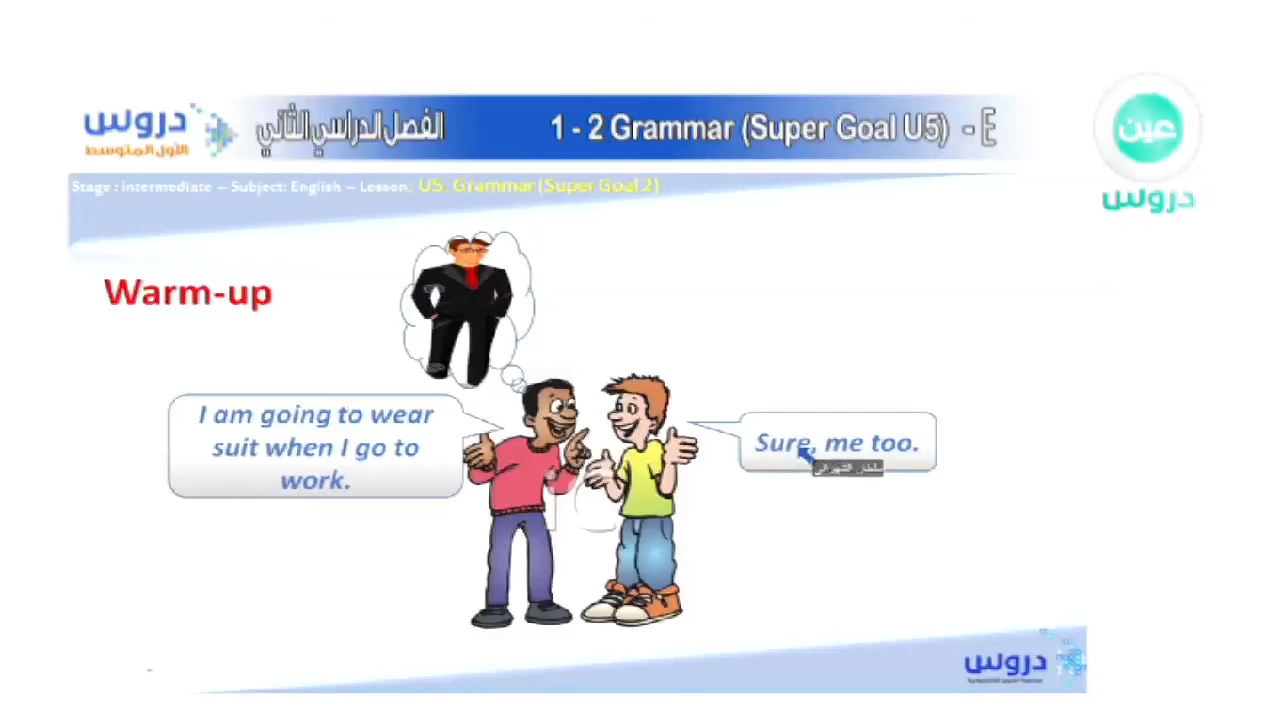 دروس
الأول المتوسط
الفصل الدراسي الثاني
1 - 2 Grammar (Super Goal U5) - E
عين
دروس
Stage : intermediate – Subject: English – Lesson: U5. Grammar (Super Goal 2)
Warm-up
I am going to wear
suit when I go to
work.
Sure, me too.
سلطان الشهراني
دروس